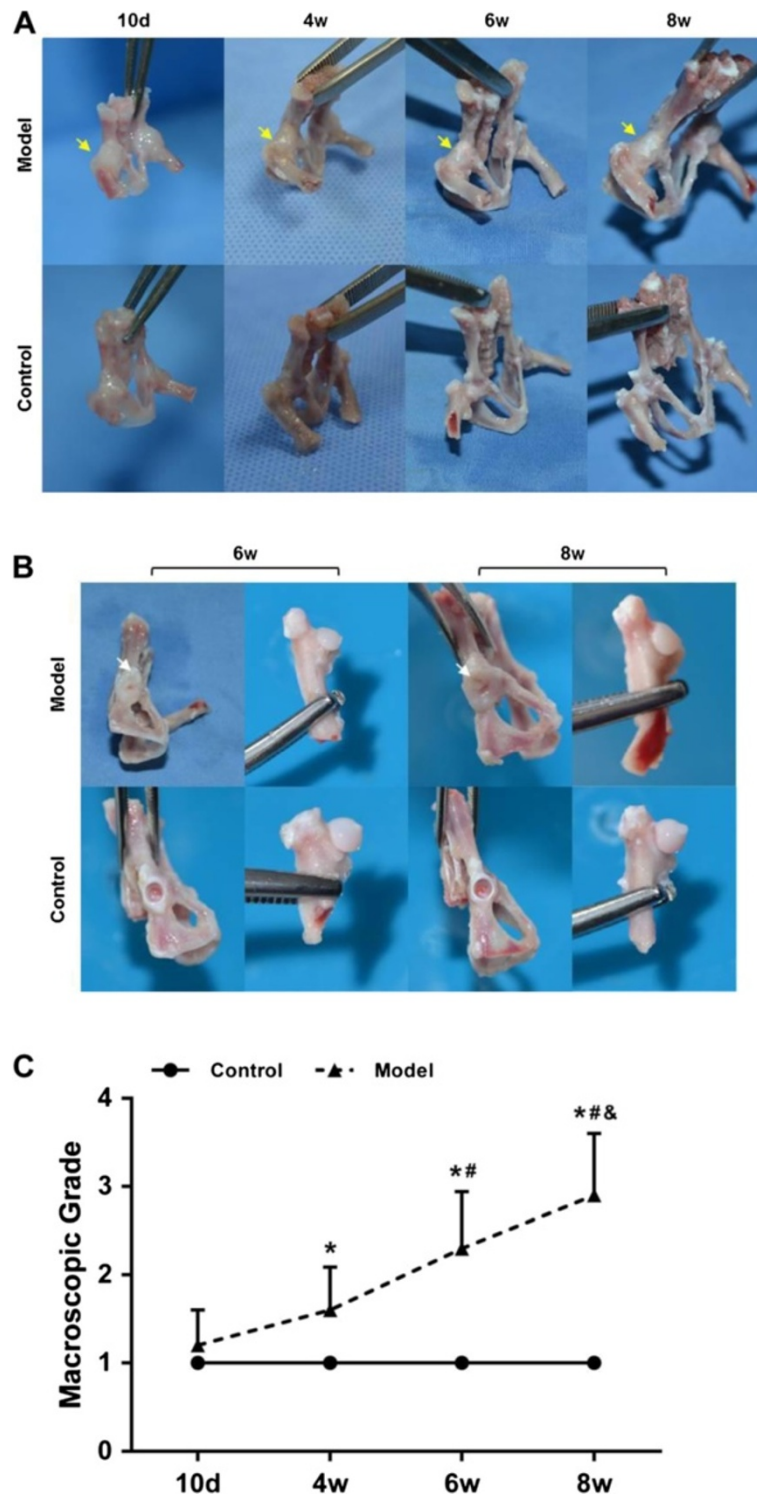 A
10d 4w 6w 8w
Model
Control
B
6w 8w
Model
Control
C
Control Model
Macroscopic Grade
4
3
2
1
0
*
*#
*#&
10d 4w 6w 8w